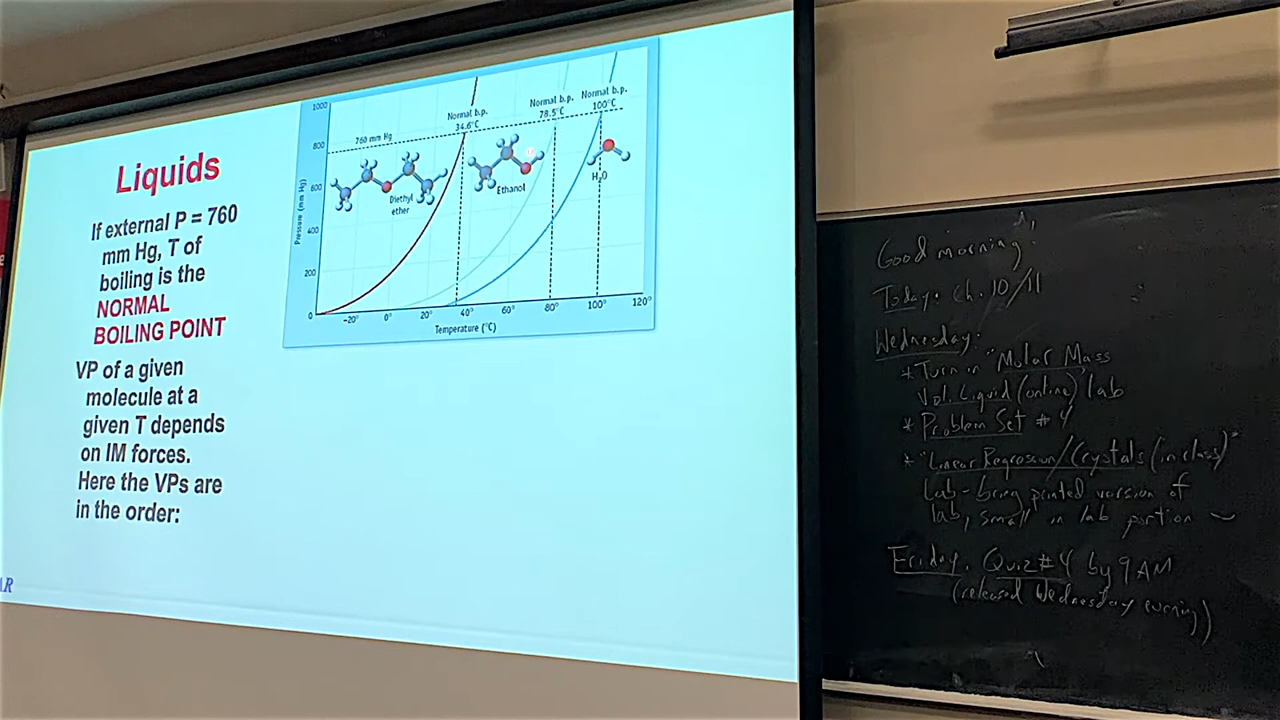 Liquids
If external P = 760
mm Hg, T of
boiling is the
NORMAL
BOILING POINT
VP of a given
molecule at a
given T depends
on IM forces.
Here the VPs are
in the order:
1000
800
600
400
200
0
Pressure (mm Hg)
760 mm Hg
Normal b.p.
34.6°C
Normal b.p.
78.5°C
Normal b.p.
100°C
Diethyl
ether
Ethanol
H₂O
-20° 0° 20° 40° 60° 80° 100° 120°
Temperature (°C)
Good morning!
Today: Ch. 10/11
Wednesday:
* Turn in "Molar Mass
Vol. Liquid (online) lab
* Problem Set #4
* "Linear Regression/Crystals (in class)"
Lab - bring printed version of
lab, small in lab portion
Friday. Quiz #4 by 9AM
(released Wednesday evening)